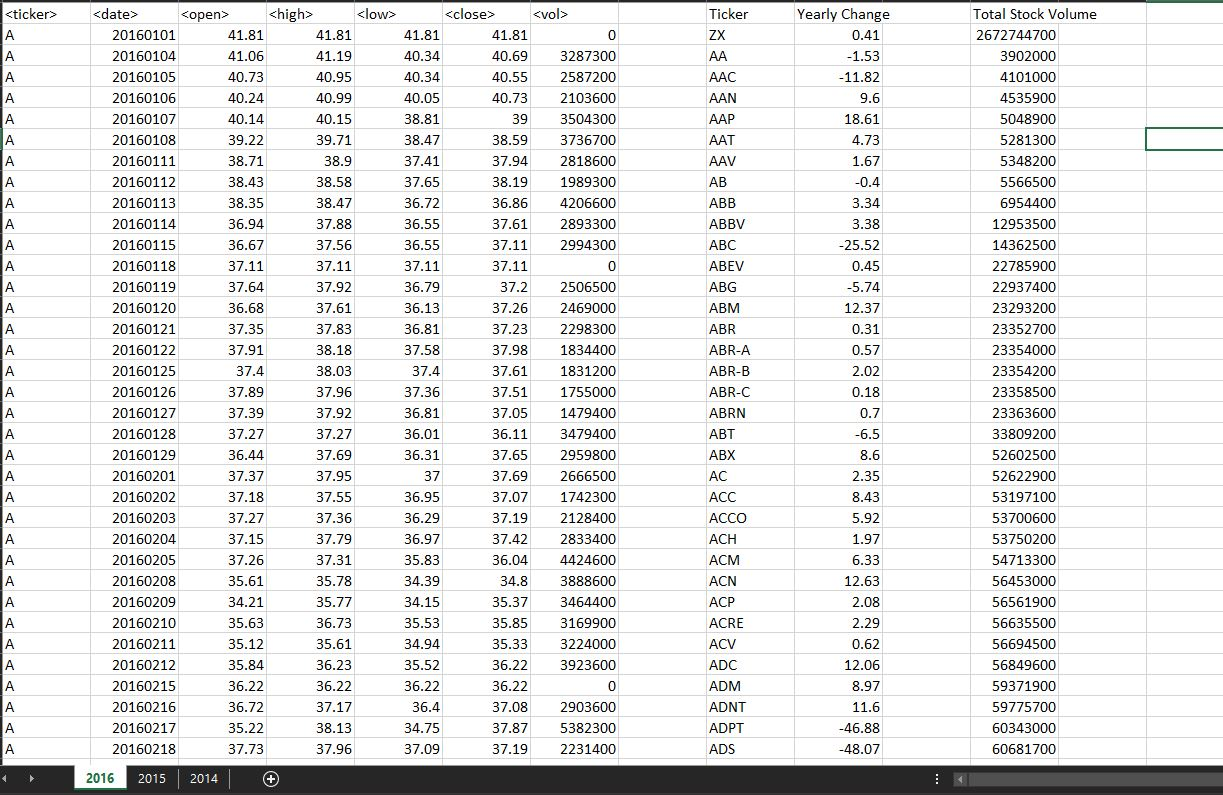 <ticker> <date> <open> <high> <low> <close> <vol> Ticker Yearly Change Total Stock Volume
A 20160101 41.81 41.81 41.81 41.81 0 ZX 0.41 2672744700
A 20160104 41.06 41.19 40.34 40.69 3287300 AA -1.53 3902000
A 20160105 40.73 40.95 40.34 40.55 2587200 AAC -11.82 4101000
A 20160106 40.24 40.99 40.05 40.73 2103600 AAN 9.6 4535900
A 20160107 40.14 40.15 38.81 39 3504300 AAP 18.61 5048900
A 20160108 39.22 39.71 38.47 38.59 3736700 AAT 4.73 5281300
A 20160111 38.71 38.9 37.41 37.94 2818600 AAV 1.67 5348200
A 20160112 38.43 38.58 37.65 38.19 1989300 AB -0.4 5566500
A 20160113 38.35 38.47 36.72 36.86 4206600 ABB 3.34 6954400
A 20160114 36.94 37.88 36.55 37.61 2893300 ABBV 3.38 12953500
A 20160115 36.67 37.56 36.55 37.11 2994300 ABC -25.52 14362500
A 20160118 37.11 37.11 37.11 37.11 0 ABEV 0.45 22785900
A 20160119 37.64 37.92 36.79 37.2 2506500 ABG -5.74 22937400
A 20160120 36.68 37.61 36.13 37.26 2469000 ABM 12.37 23293200
A 20160121 37.35 37.83 36.81 37.23 2298300 ABR 0.31 23352700
A 20160122 37.91 38.18 37.58 37.98 1834400 ABR-A 0.57 23354000
A 20160125 37.4 38.03 37.4 37.61 1831200 ABR-B 2.02 23354200
A 20160126 37.89 37.96 37.36 37.51 1755000 ABR-C 0.18 23358500
A 20160127 37.39 37.92 36.81 37.05 1479400 ABRN 0.7 23363600
A 20160128 37.27 37.27 36.01 36.11 3479400 ABT -6.5 33809200
A 20160129 36.44 37.69 36.31 37.65 2959800 ABX 8.6 52602500
A 20160201 37.37 37.95 37 37.69 2666500 AC 2.35 52622900
A 20160202 37.18 37.55 36.95 37.07 1742300 ACC 8.43 53197100
A 20160203 37.27 37.36 36.29 37.19 2128400 ACCO 5.92 53700600
A 20160204 37.15 37.79 36.97 37.42 2833400 ACH 1.97 53750200
A 20160205 37.26 37.31 35.83 36.04 4424600 ACM 6.33 54713300
A 20160208 35.61 35.78 34.39 34.8 3888600 ACN 12.63 56453000
A 20160209 34.21 35.77 34.15 35.37 3464400 ACP 2.08 56561900
A 20160210 35.63 36.73 35.53 35.85 3169900 ACRE 2.29 56635500
A 20160211 35.12 35.61 34.94 35.33 3224000 ACV 0.62 56694500
A 20160212 35.84 36.23 35.52 36.22 3923600 ADC 12.06 56849600
A 20160215 36.22 36.22 36.22 36.22 0 ADM 8.97 59371900
A 20160216 36.72 37.17 36.4 37.08 2903600 ADNT 11.6 59775700
A 20160217 35.22 38.13 34.75 37.87 5382300 ADPT -46.88 60343000
A 20160218 37.73 37.96 37.09 37.19 2231400 ADS -48.07 60681700
2016 2015 2014